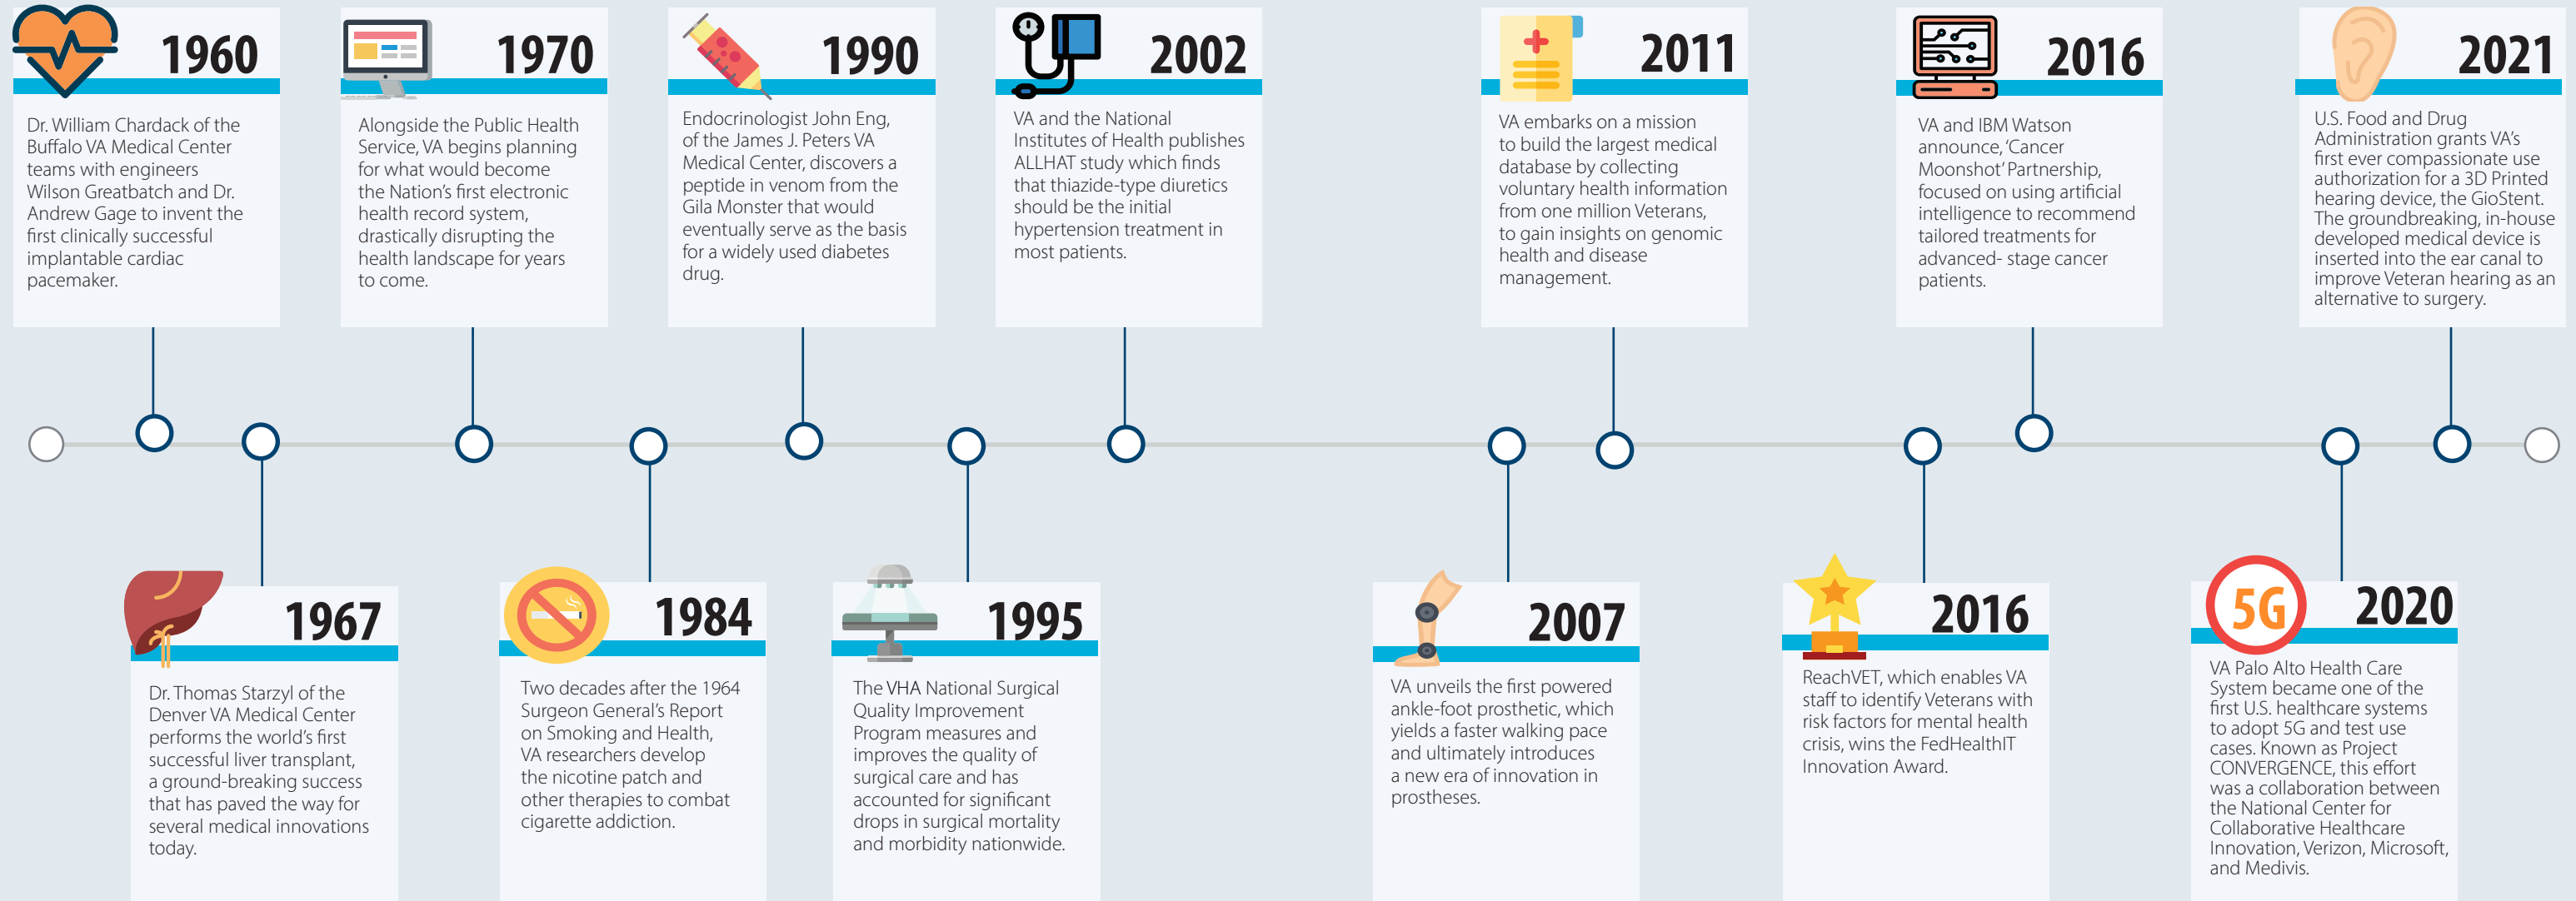 1960
Dr. William Chardack of the
Buffalo VA Medical Center
teams with engineers
Wilson Greatbatch and Dr.
Andrew Gage to invent the
first clinically successful
implantable cardiac
pacemaker.
1970
Alongside the Public Health
Service, VA begins planning
for what would become
the Nation's first electronic
health record system,
drastically disrupting the
health landscape for years
to come.
1990
Endocrinologist John Eng,
of the James J. Peters VA
Medical Center, discovers a
peptide in venom from the
Gila Monster that would
eventually serve as the basis
for a widely used diabetes
drug.
2002
VA and the National
Institutes of Health publishes
ALLHAT study which finds
that thiazide-type diuretics
should be the initial
hypertension treatment in
most patients.
2011
VA embarks on a mission
to build the largest medical
database by collecting
voluntary health information
from one million Veterans,
to gain insights on genomic
health and disease
management.
2016
VA and IBM Watson
announce, 'Cancer
Moonshot' Partnership,
focused on using artificial
intelligence to recommend
tailored treatments for
advanced- stage cancer
patients.
2021
U.S. Food and Drug
Administration grants VA's
first ever compassionate use
authorization for a 3D Printed
hearing device, the GioStent.
The groundbreaking, in-house
developed medical device is
inserted into the ear canal to
improve Veteran hearing as an
alternative to surgery.
1967
Dr. Thomas Starzyl of the
Denver VA Medical Center
performs the world's first
successful liver transplant,
a ground-breaking success
that has paved the way for
several medical innovations
today.
1984
Two decades after the 1964
Surgeon General's Report
on Smoking and Health,
VA researchers develop
the nicotine patch and
other therapies to combat
cigarette addiction.
1995
The VHA National Surgical
Quality Improvement
Program measures and
improves the quality of
surgical care and has
accounted for significant
drops in surgical mortality
and morbidity nationwide.
2007
VA unveils the first powered
ankle-foot prosthetic, which
yields a faster walking pace
and ultimately introduces
a new era of innovation in
prostheses.
2016
ReachVET, which enables VA
staff to identify Veterans with
risk factors for mental health
crisis, wins the FedHealthIT
Innovation Award.
5G
2020
VA Palo Alto Health Care
System became one of the
first U.S. healthcare systems
to adopt 5G and test use
cases. Known as Project
CONVERGENCE, this effort
was a collaboration between
the National Center for
Collaborative Healthcare
Innovation, Verizon, Microsoft,
and Medivis.